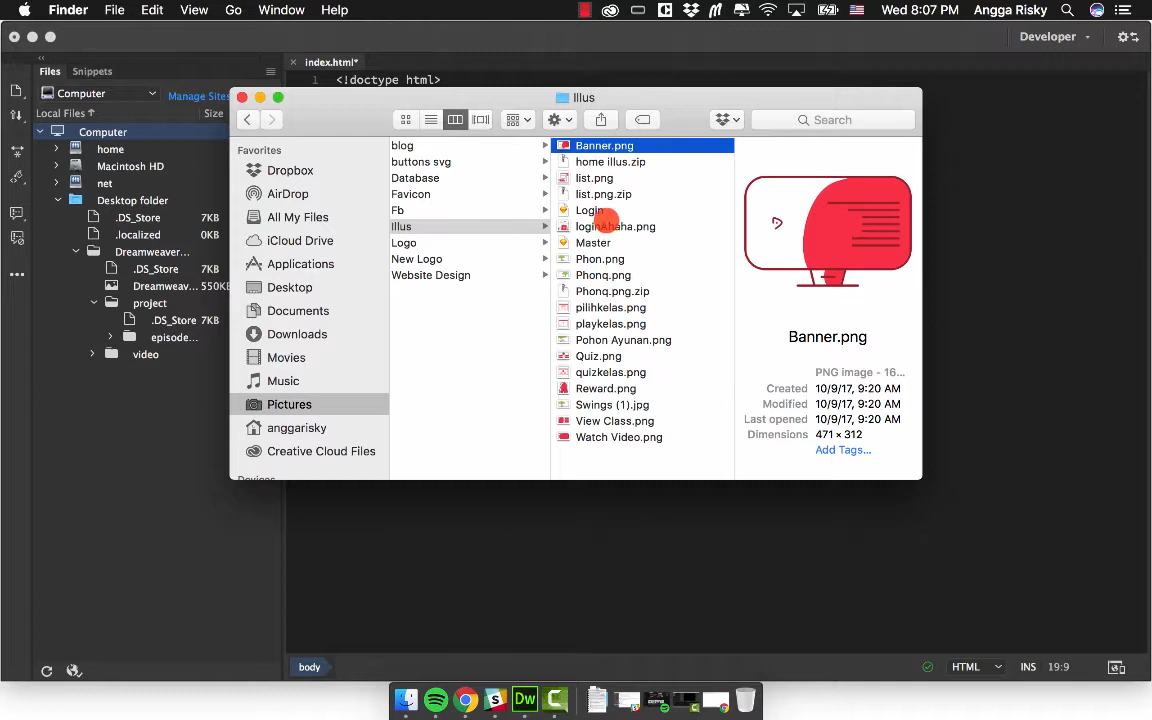 Finder File Edit View Go Window Help Wed 8:07 PM Angga Risky
Developer
Files Snippets
index.html*
Computer Manage Sites
1 <!doctype html>
Local Files Size
Computer
home
Macintosh HD
net
Desktop folder
.DS_Store 7KB
.localized 0KB
Dreamweaver...
.DS_Store 7KB
Dreamweav... 550K
project
.DS_Store 7KB
episode...
video
Illus
Search
Favorites
Dropbox
AirDrop
All My Files
iCloud Drive
Applications
Desktop
Documents
Downloads
Movies
Music
Pictures
anggarisky
Creative Cloud Files
Devices
blog
buttons svg
Database
Favicon
Fb
Illus
Logo
New Logo
Website Design
Banner.png
home illus.zip
list.png
list.png.zip
Login
loginAhaha.png
Master
Phon.png
Phonq.png
Phonq.png.zip
pilihkelas.png
playkelas.png
Pohon Ayunan.png
Quiz.png
quizkelas.png
Reward.png
Swings (1).jpg
View Class.png
Watch Video.png
Banner.png
PNG image - 16...
Created 10/9/17, 9:20 AM
Modified 10/9/17, 9:20 AM
Last opened 10/9/17, 9:20 AM
Dimensions 471 × 312
Add Tags...
body HTML INS 19:9
Dw